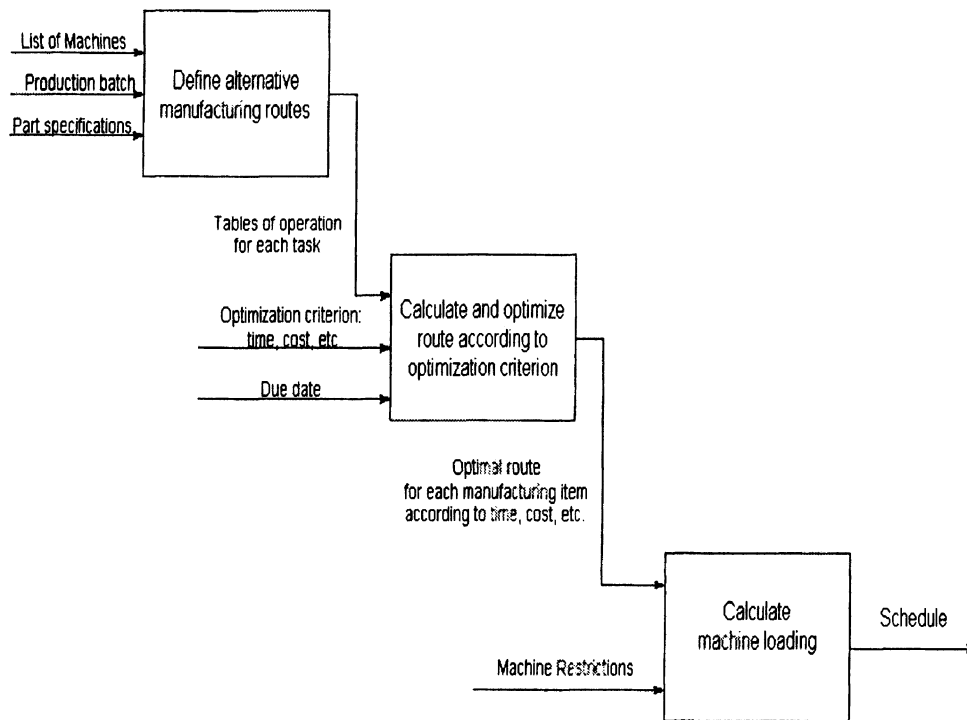 List of Machines
Production batch
Part specifications
Define alternative
manufacturing routes
Tables of operation
for each task
Optimization criterion:
time, cost, etc
Due date
Calculate and optimize
route according to
optimization criterion
Optimal route
for each manufacturing item
according to time, cost, etc.
Machine Restrictions
Calculate
machine loading
Schedule